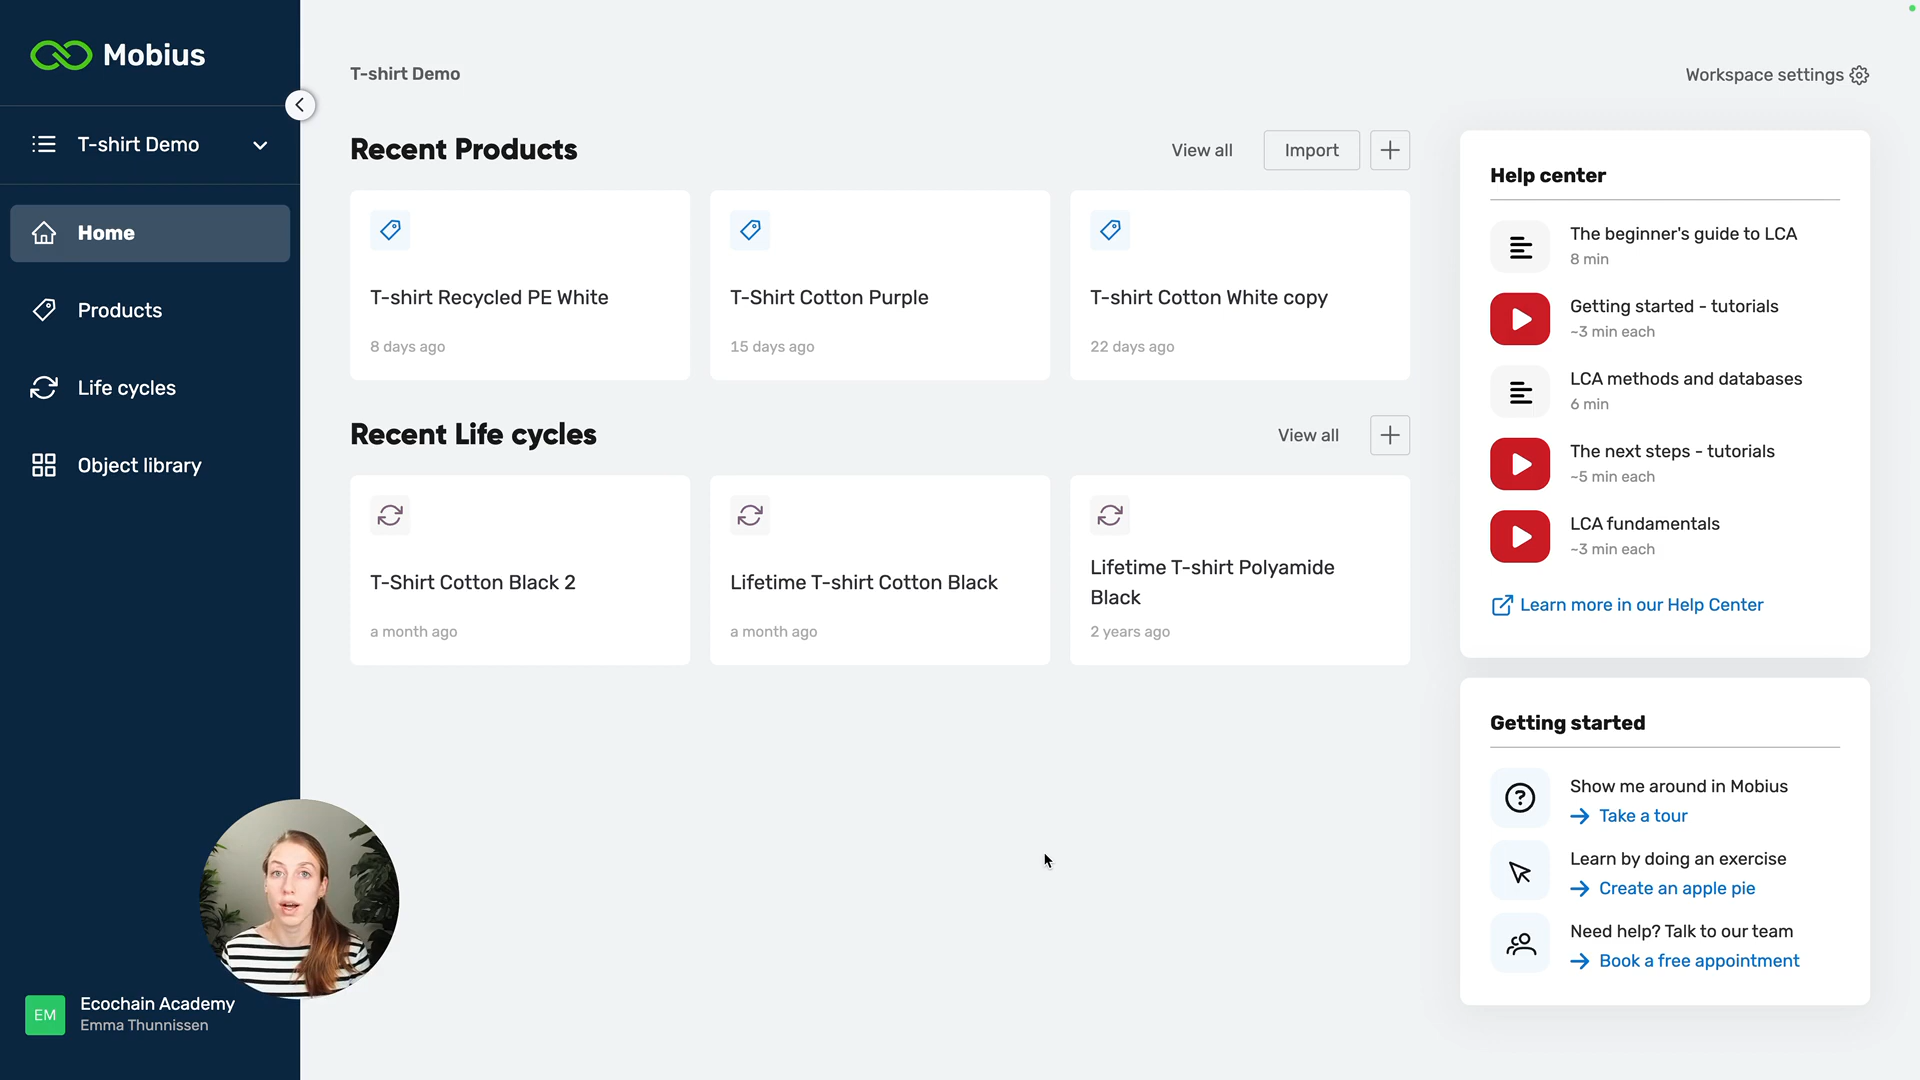 Mobius
T-shirt Demo
Home
Products
Life cycles
Object library
EM
Ecochain Academy
Emma Thunnissen
T-shirt Demo
Workspace settings
Recent Products
View all
Import
T-shirt Recycled PE White
8 days ago
T-Shirt Cotton Purple
15 days ago
T-shirt Cotton White copy
22 days ago
Recent Life cycles
View all
T-Shirt Cotton Black 2
a month ago
Lifetime T-shirt Cotton Black
a month ago
Lifetime T-shirt Polyamide
Black
2 years ago
Help center
The beginner's guide to LCA
8 min
Getting started - tutorials
~3 min each
LCA methods and databases
6 min
The next steps - tutorials
~5 min each
LCA fundamentals
~3 min each
Learn more in our Help Center
Getting started
Show me around in Mobius
Take a tour
Learn by doing an exercise
Create an apple pie
Need help? Talk to our team
Book a free appointment